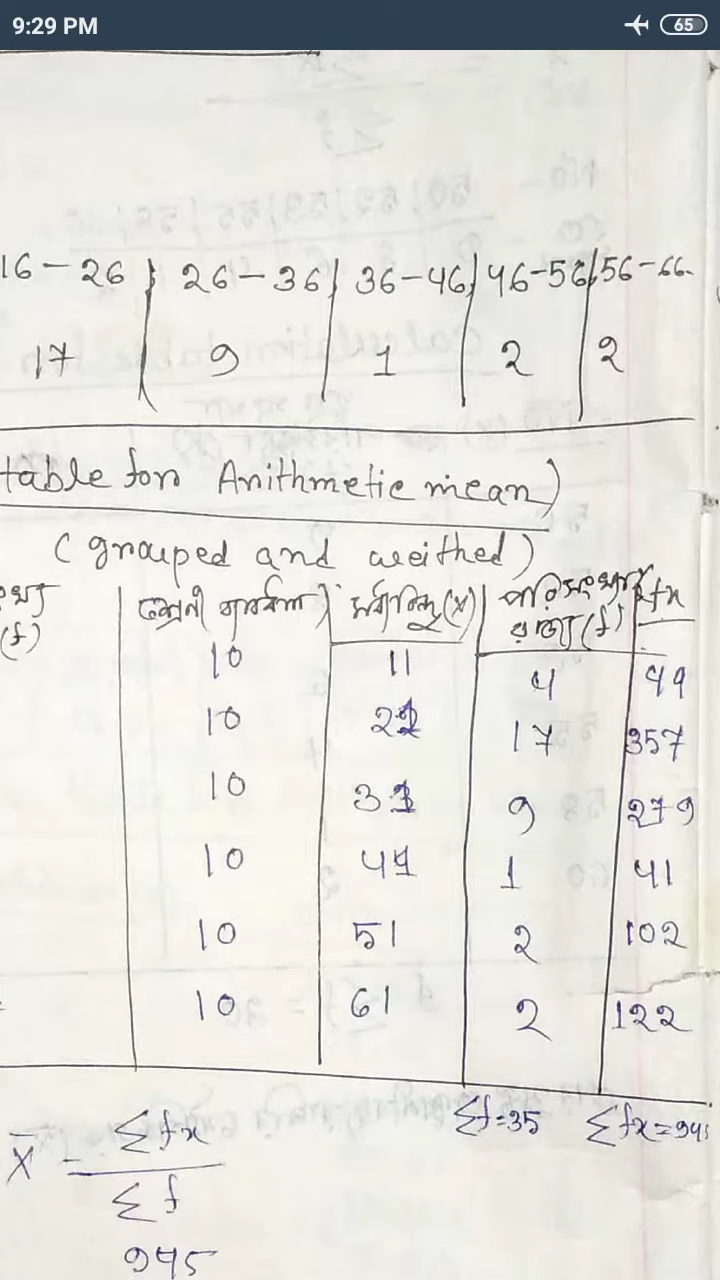 9:29 PM 65
16-26 | 26-36 | 36-46 | 46-56 | 56-66
17 | 9 | 1 | 2 | 2
table for Arithmetic mean)
(grouped and weithed)
(f) শ্রেণী ব্যবধান (x) fx
(f)
10 11 4 44
10 21 17 357
10 31 9 279
10 41 1 41
10 51 2 102
10 61 2 122
Σf=35 Σfx=945
X̄ = Σfx
Σf
945